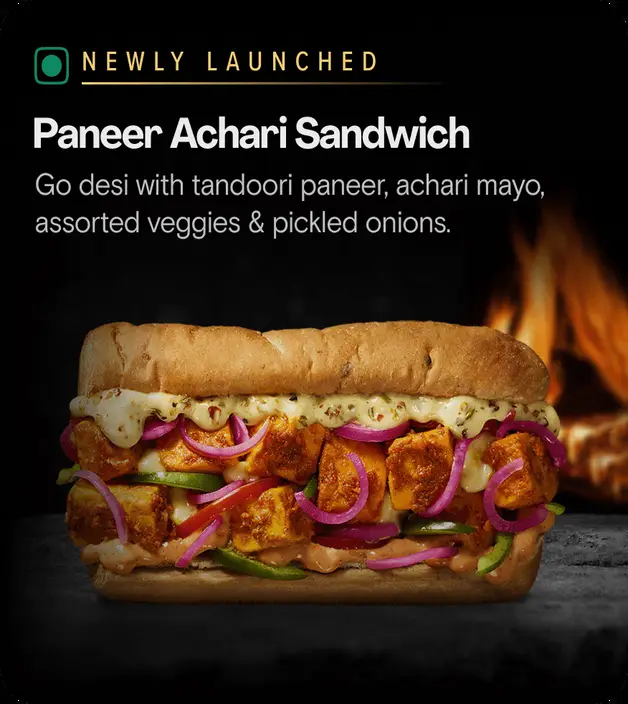 NEWLY LAUNCHED
Paneer Achari Sandwich
Go desi with tandoori paneer, achari mayo,
assorted veggies & pickled onions.